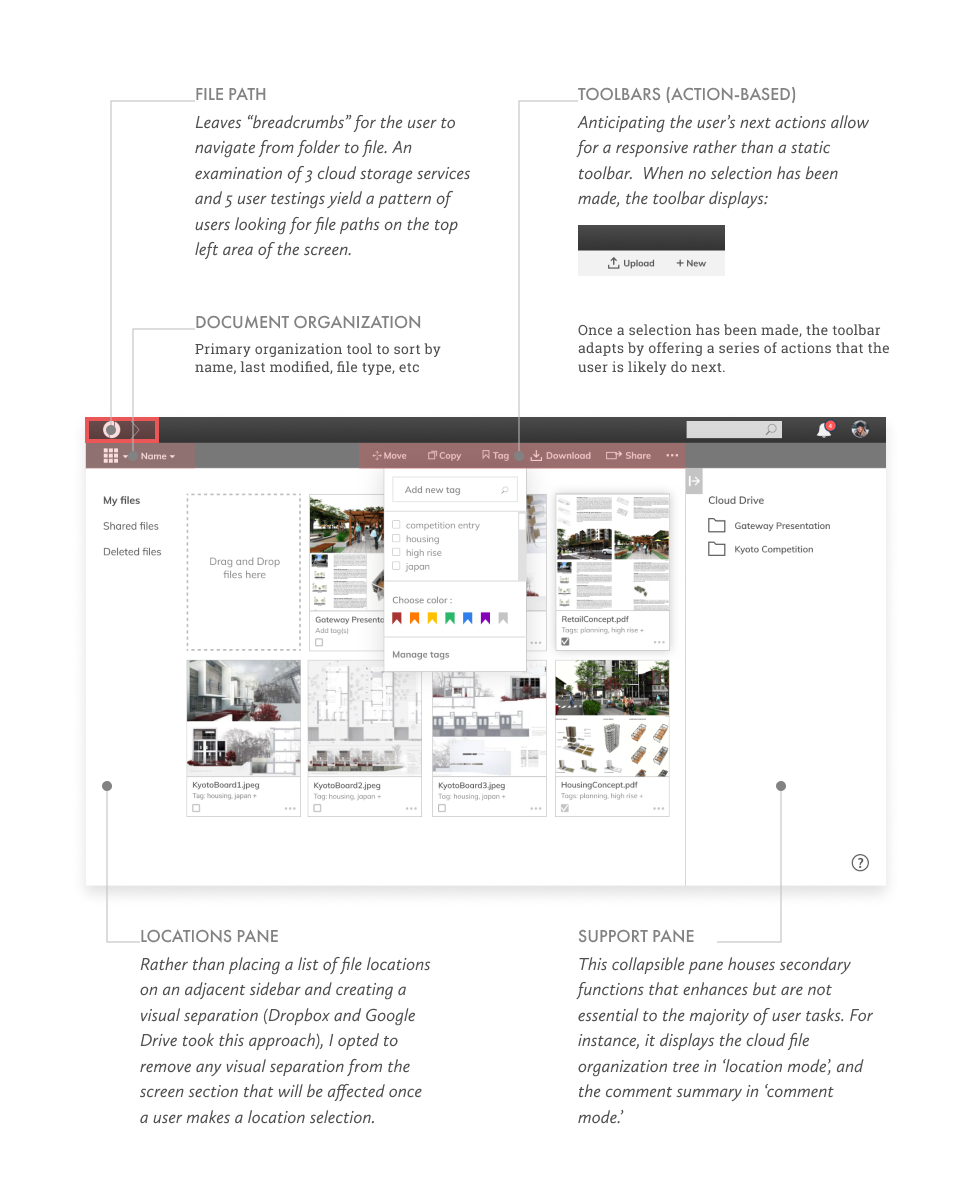 FILE PATH
Leaves “breadcrumbs” for the user to
navigate from folder to file. An
examination of 3 cloud storage services
and 5 user testings yield a pattern of
users looking for file paths on the top
left area of the screen.
TOOLBARS (ACTION-BASED)
Anticipating the user’s next actions allow
for a responsive rather than a static
toolbar.  When no selection has been
made, the toolbar displays:
Upload + New
DOCUMENT ORGANIZATION
Primary organization tool to sort by
name, last modified, file type, etc
Once a selection has been made, the toolbar
adapts by offering a series of actions that the
user is likely do next.
4
Name Move Copy Tag Download Share
My files
Shared files
Deleted files
Drag and Drop
files here
Gateway Presenta
Add tag(s)
Add new tag
competition entry
housing
high rise
japan
Choose color :
Manage tags
RetailConcept.pdf
Tags: planning, high rise +
Cloud Drive
Gateway Presentation
Kyoto Competition
KyotoBoard1.jpeg
Tag: housing, japan +
KyotoBoard2.jpeg
Tag: housing, japan +
KyotoBoard3.jpeg
Tag: housing, japan +
HousingConcept.pdf
Tags: planning, high rise +
?
LOCATIONS PANE
Rather than placing a list of file locations
on an adjacent sidebar and creating a
visual separation (Dropbox and Google
Drive took this approach), I opted to
remove any visual separation from the
screen section that will be affected once
a user makes a location selection.
SUPPORT PANE
This collapsible pane houses secondary
functions that enhances but are not
essential to the majority of user tasks. For
instance, it displays the cloud file
organization tree in ‘location mode’, and
the comment summary in ‘comment
mode.’